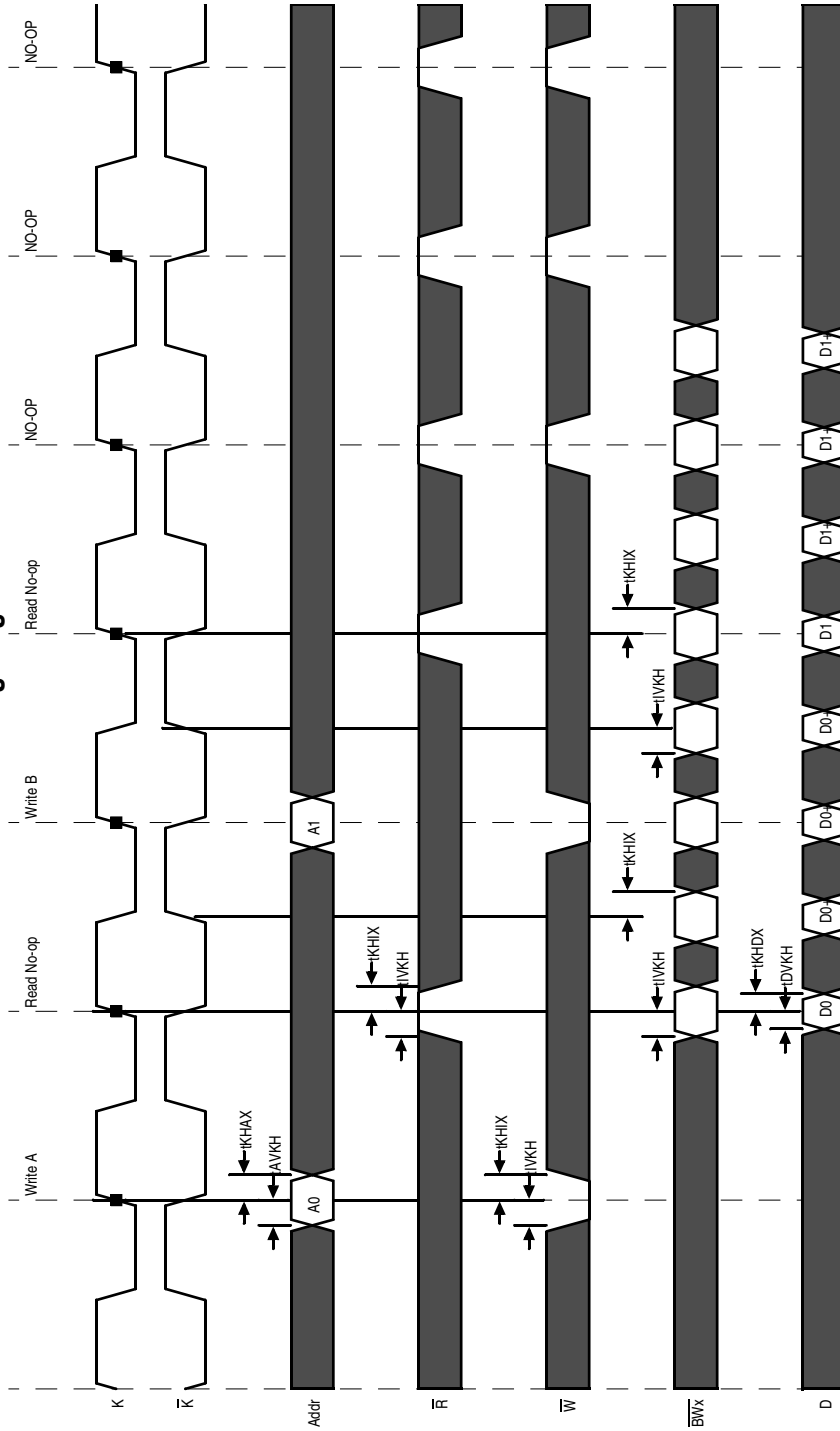 Write A Read No-op Write B Read No-op NO-OP NO-OP NO-OP
K
K̅
tKHAX
tAVKH
Addr A0 A1
tKHIX
tIVKH
R̅
tKHIX
tIVKH
W̅
tKHIX tKHIX
tIVKH tIVKH
B̅W̅x̅
tKHDX
tDVKH
D D0 D0+ D0+ D0+ D1 D1+ D1+ D1+